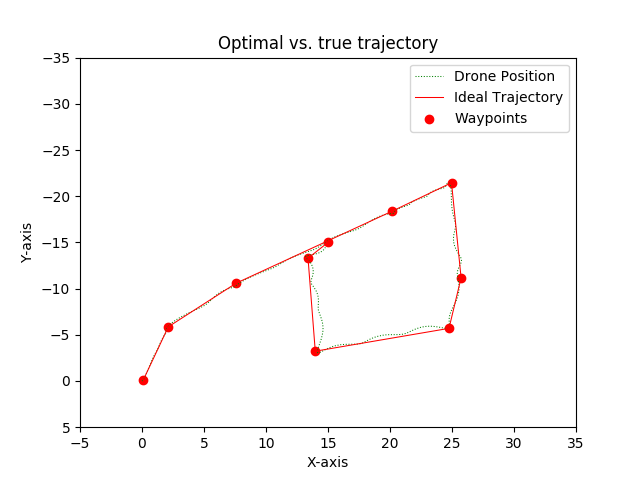 Optimal vs. true trajectory
Drone Position
Ideal Trajectory
Waypoints
Y-axis
−35
−30
−25
−20
−15
−10
−5
0
5
−5 0 5 10 15 20 25 30 35
X-axis